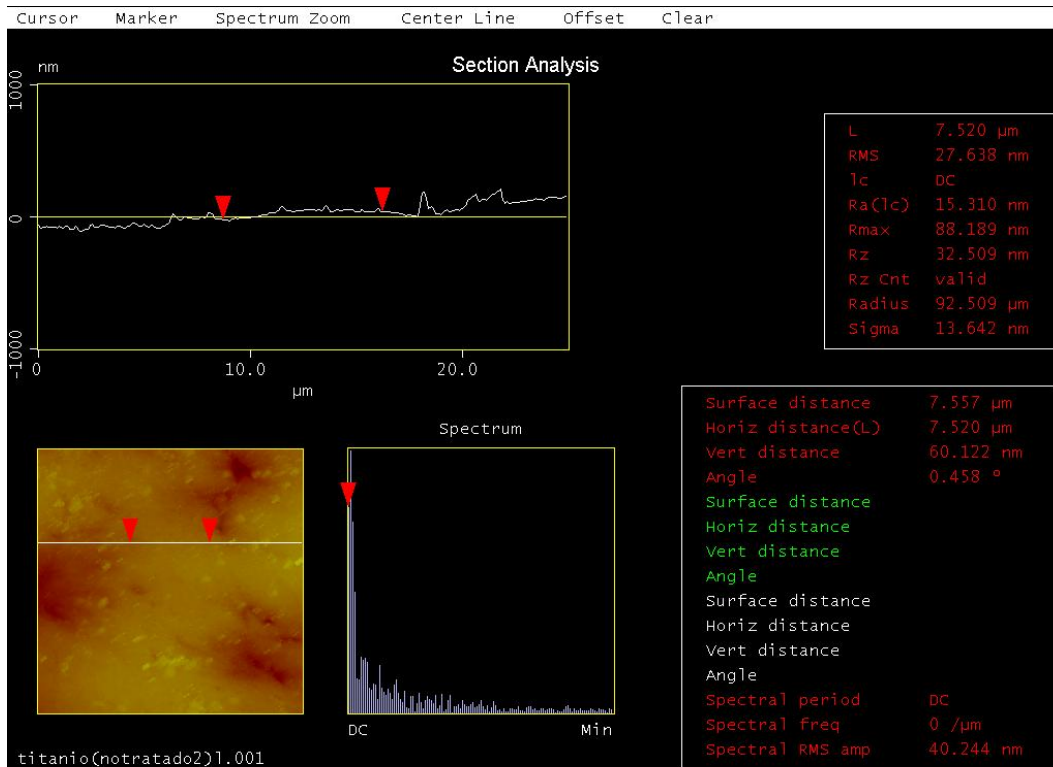 Cursor Marker Spectrum Zoom Center Line Offset Clear
nm
Section Analysis
1000
0
-1000
0 10.0 20.0
µm
L 7.520 µm
RMS 27.638 nm
lc DC
Ra(lc) 15.310 nm
Rmax 88.189 nm
Rz 32.509 nm
Rz Cnt valid
Radius 92.509 µm
Sigma 13.642 nm
Surface distance 7.557 µm
Horiz distance(L) 7.520 µm
Vert distance 60.122 nm
Angle 0.458 °
Surface distance
Horiz distance
Vert distance
Angle
Surface distance
Horiz distance
Vert distance
Angle
Spectral period DC
Spectral freq 0 /µm
Spectral RMS amp 40.244 nm
Spectrum
DC Min
titanio(notratado2)l.001